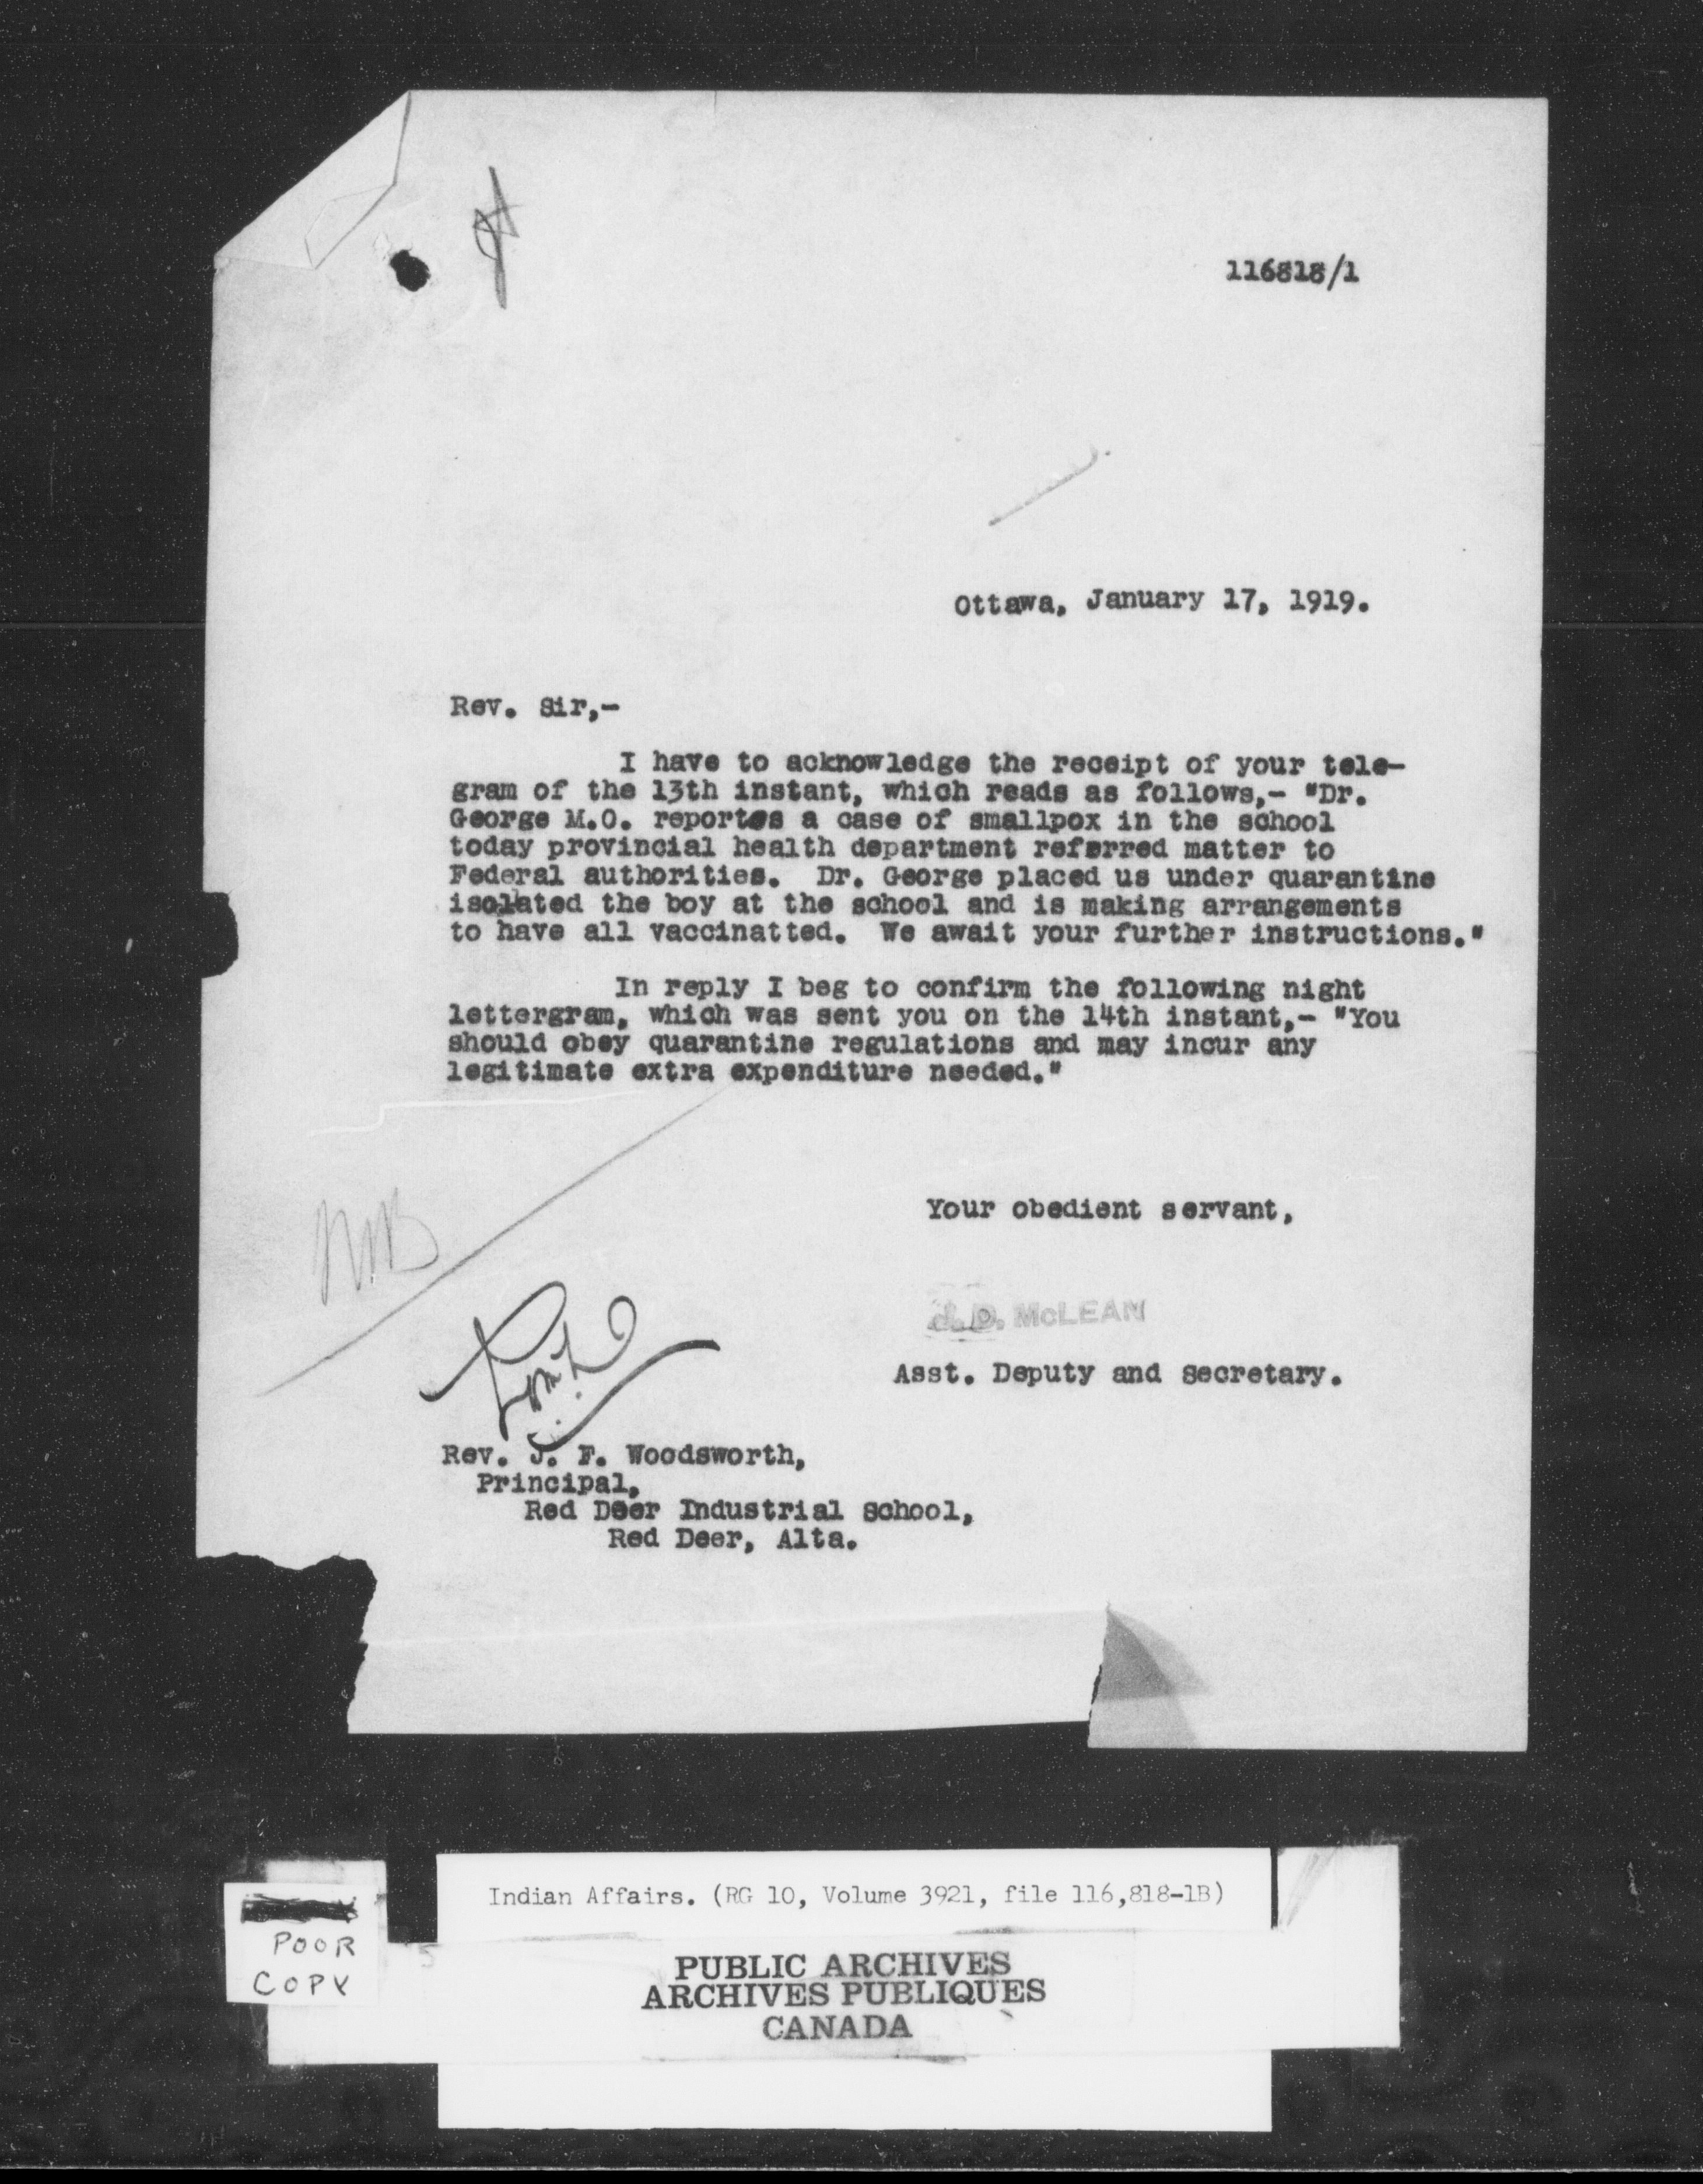 116818/1
Ottawa, January 17, 1919.
Rev. Sir,-
I have to acknowledge the receipt of your tele-
gram of the 13th instant, which reads as follows,- "Dr.
George M.O. reportes a case of smallpox in the school
today provincial health department referred matter to
Federal authorities. Dr. George placed us under quarantine
isolated the boy at the school and is making arrangements
to have all vaccinatted. We await your further instructions."
In reply I beg to confirm the following night
lettergram, which was sent you on the 14th instant,- "You
should obey quarantine regulations and may incur any
legitimate extra expenditure needed."
Your obedient servant,
J. D. McLEAN
Asst. Deputy and Secretary.
Rev. J. F. Woodsworth,
Principal,
Red Deer Industrial School,
Red Deer, Alta.
Indian Affairs. (RG 10, Volume 3921, file 116,818-1B)
POOR
COPY
PUBLIC ARCHIVES
ARCHIVES PUBLIQUES
CANADA